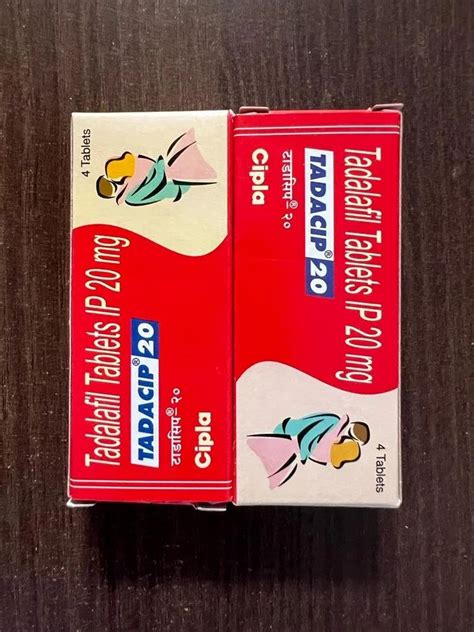 4 Tablets
Tadalafil Tablets IP 20 mg
TADACIP® 20
टाडासिप® २०
Cipla
Tadalafil Tablets IP 20 mg
TADACIP® 20
टाडासिप® २०
Cipla
4 Tablets